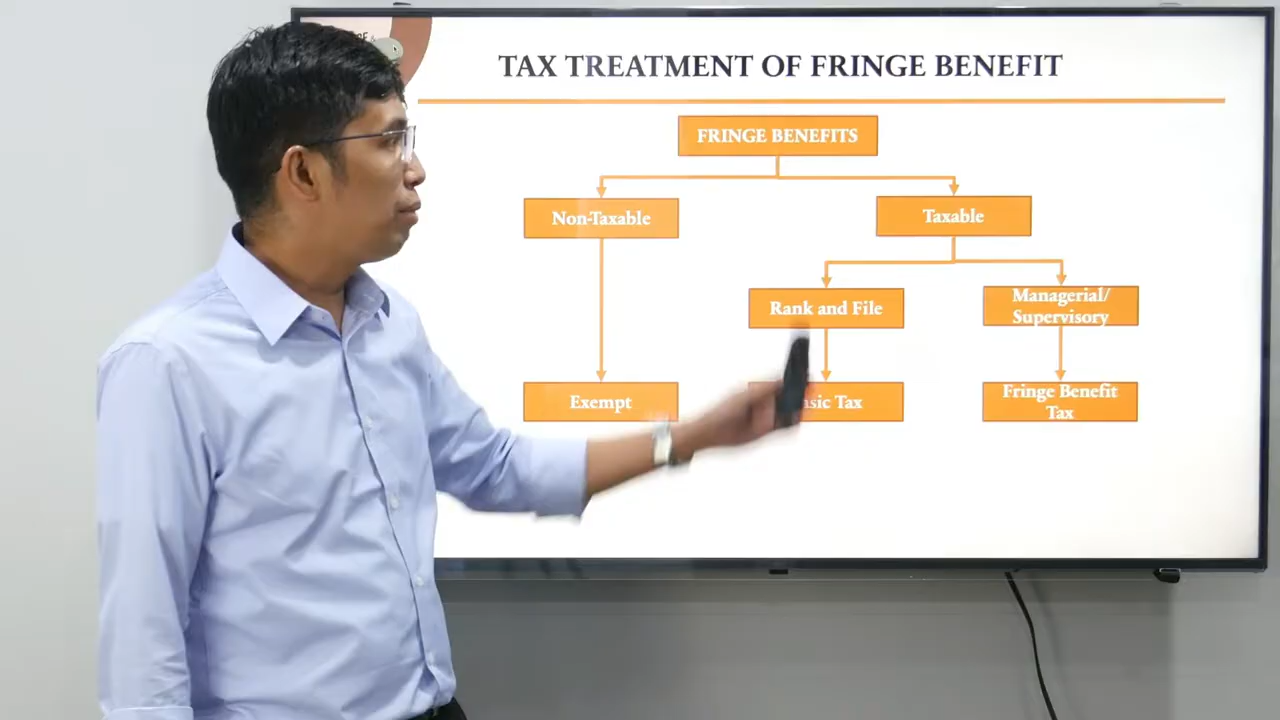 TAX TREATMENT OF FRINGE BENEFIT
FRINGE BENEFITS
Non-Taxable
Taxable
Rank and File
Managerial/
Supervisory
Exempt
Tax
Fringe Benefit
Tax